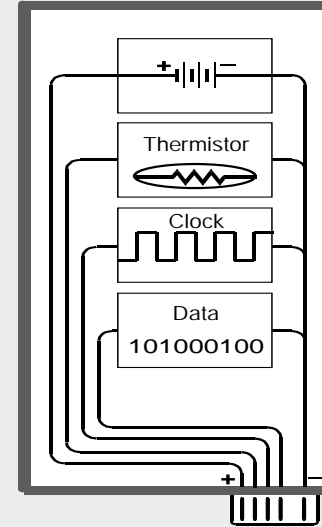 + −
Thermistor
Clock
Data
101000100
+ −